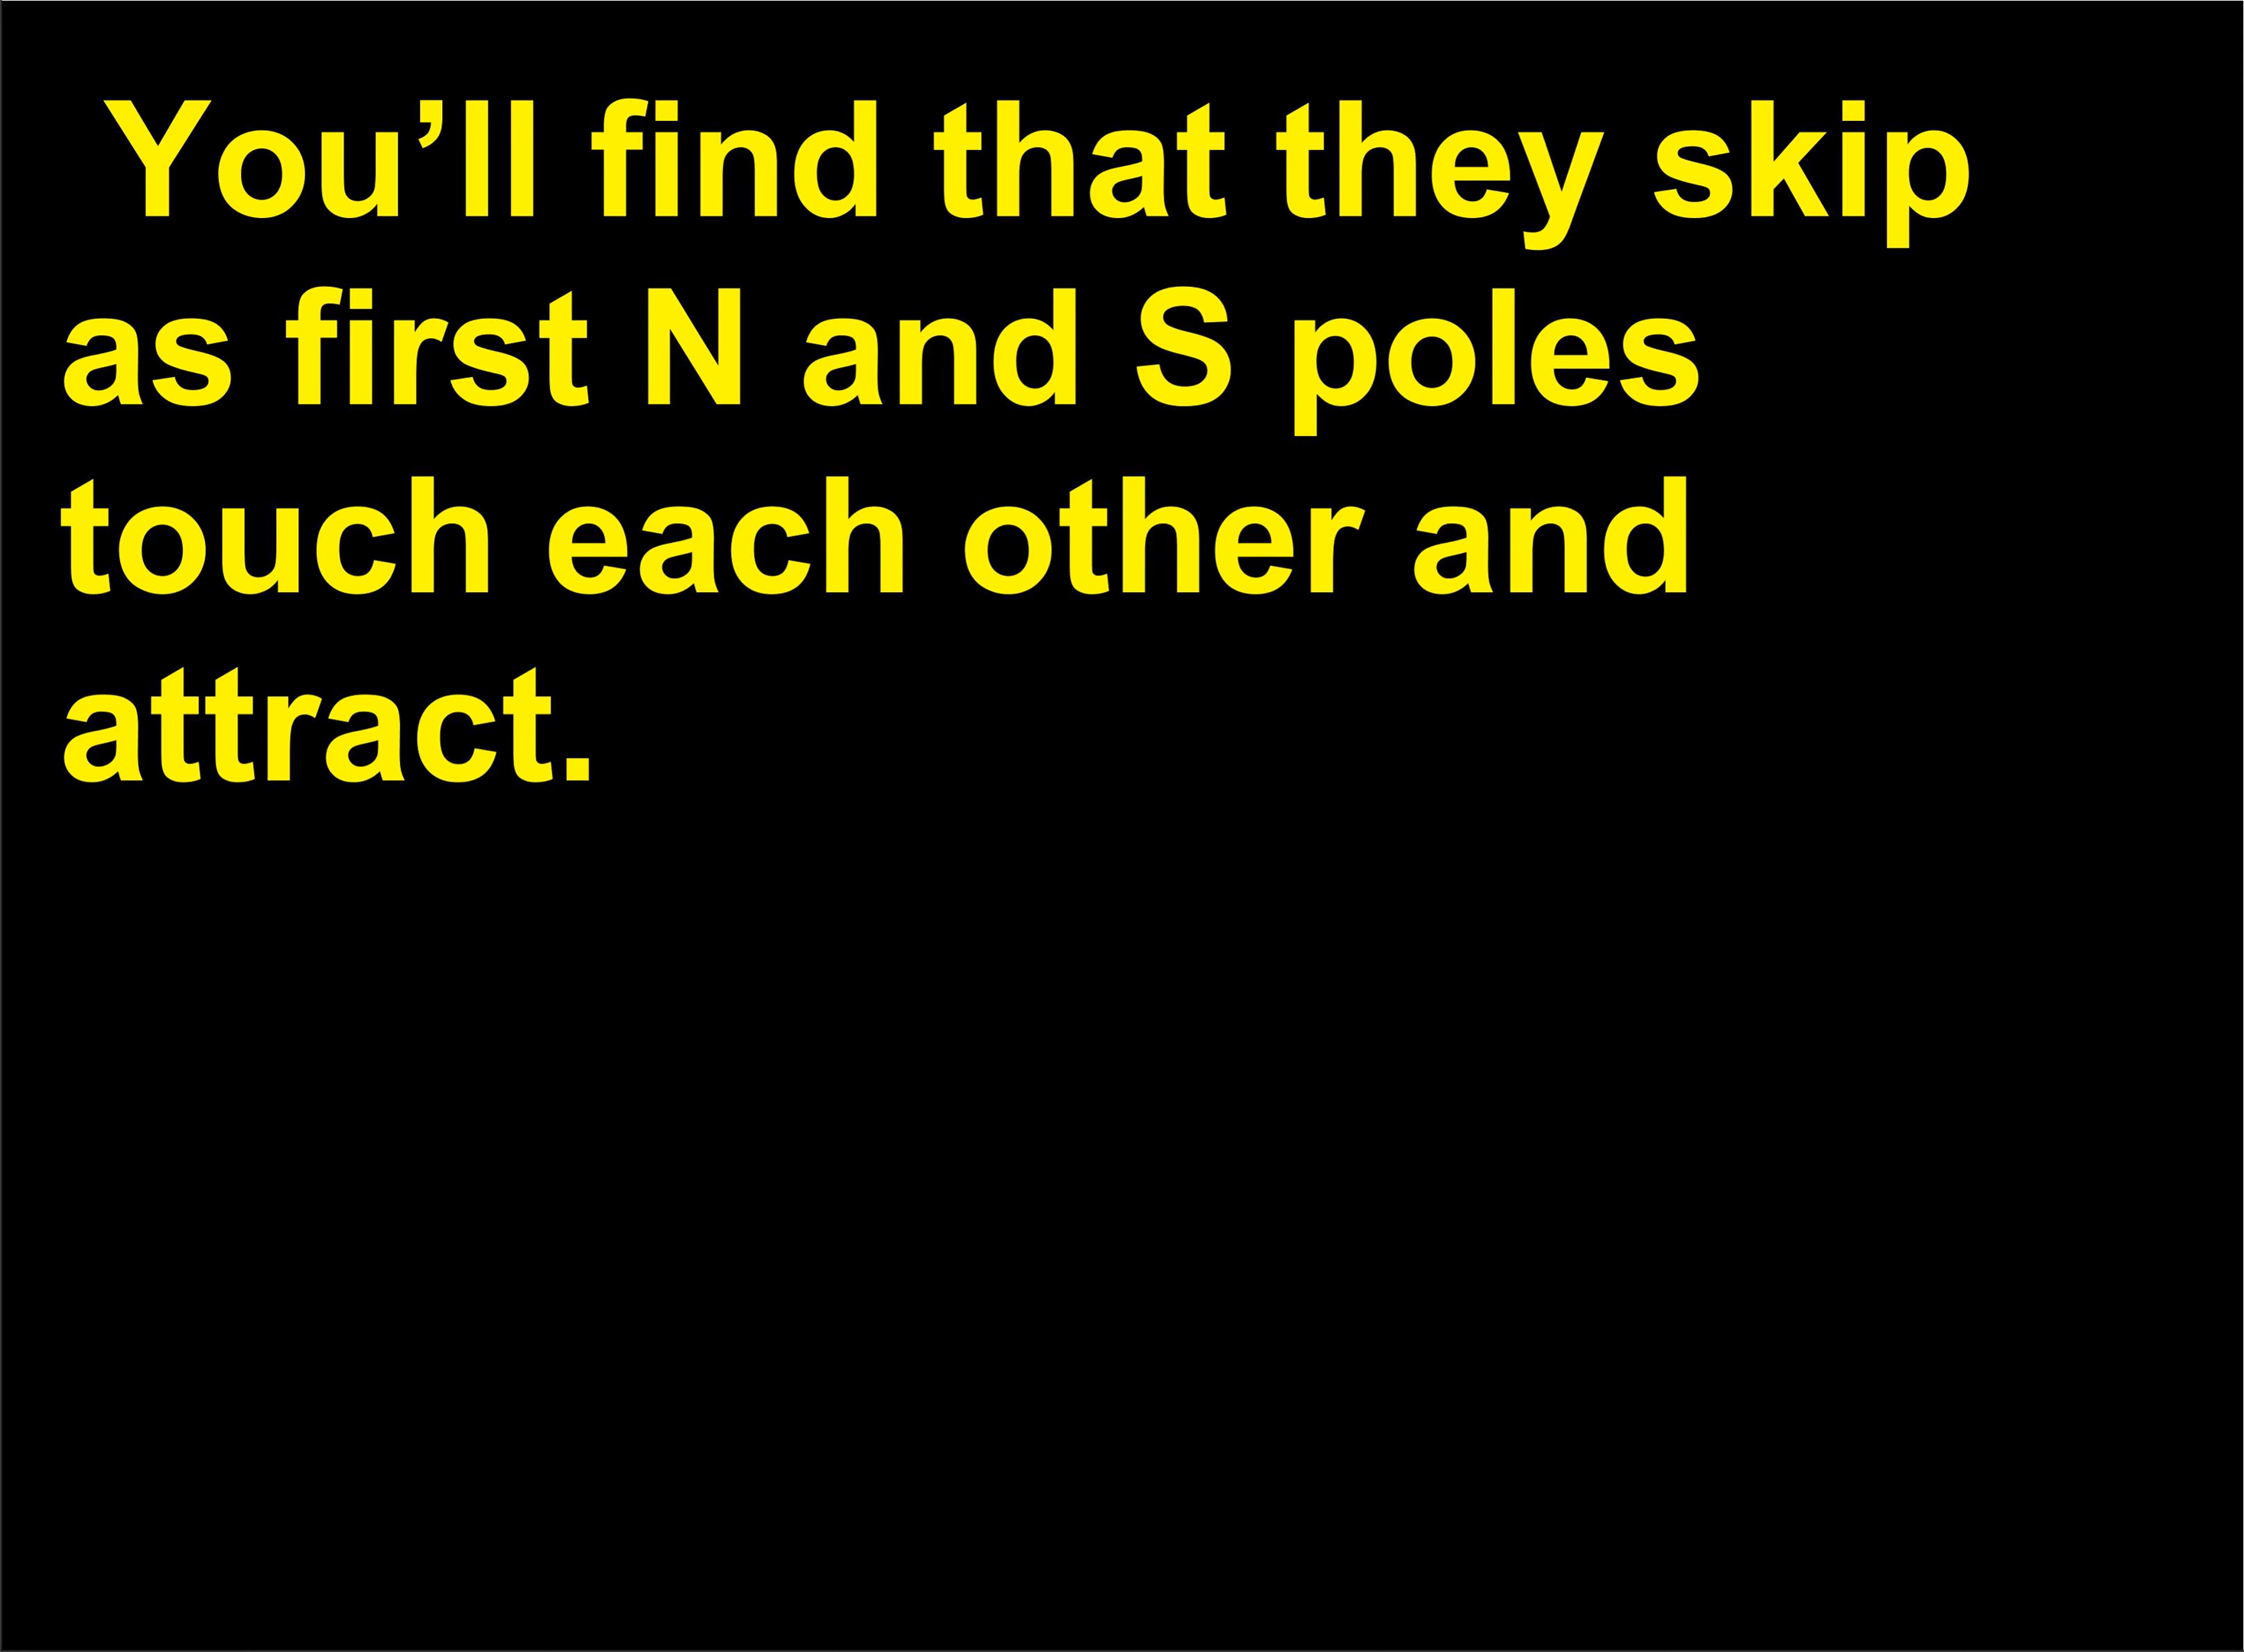 You’ll find that they skip
as first N and S poles
touch each other and
attract.